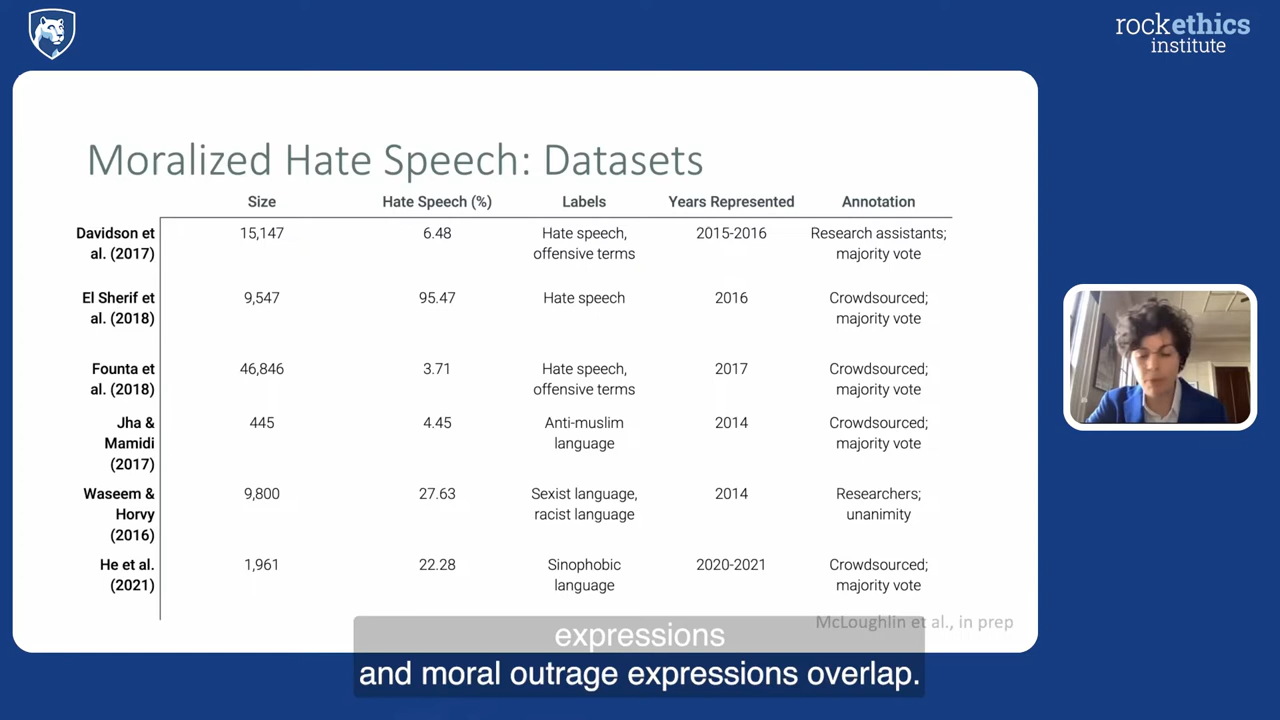 rockethics
institute
Moralized Hate Speech: Datasets
Size Hate Speech (%) Labels Years Represented Annotation
Davidson et 15,147 6.48 Hate speech, 2015-2016 Research assistants;
al. (2017) offensive terms majority vote
El Sherif et 9,547 95.47 Hate speech 2016 Crowdsourced;
al. (2018) majority vote
Founta et 46,846 3.71 Hate speech, 2017 Crowdsourced;
al. (2018) offensive terms majority vote
Jha & 445 4.45 Anti-muslim 2014 Crowdsourced;
Mamidi language majority vote
(2017)
Waseem & 9,800 27.63 Sexist language, 2014 Researchers;
Horvy racist language unanimity
(2016)
He et al. 1,961 22.28 Sinophobic 2020-2021 Crowdsourced;
(2021) language majority vote
McLoughlin et al., in prep
expressions
and moral outrage expressions overlap.